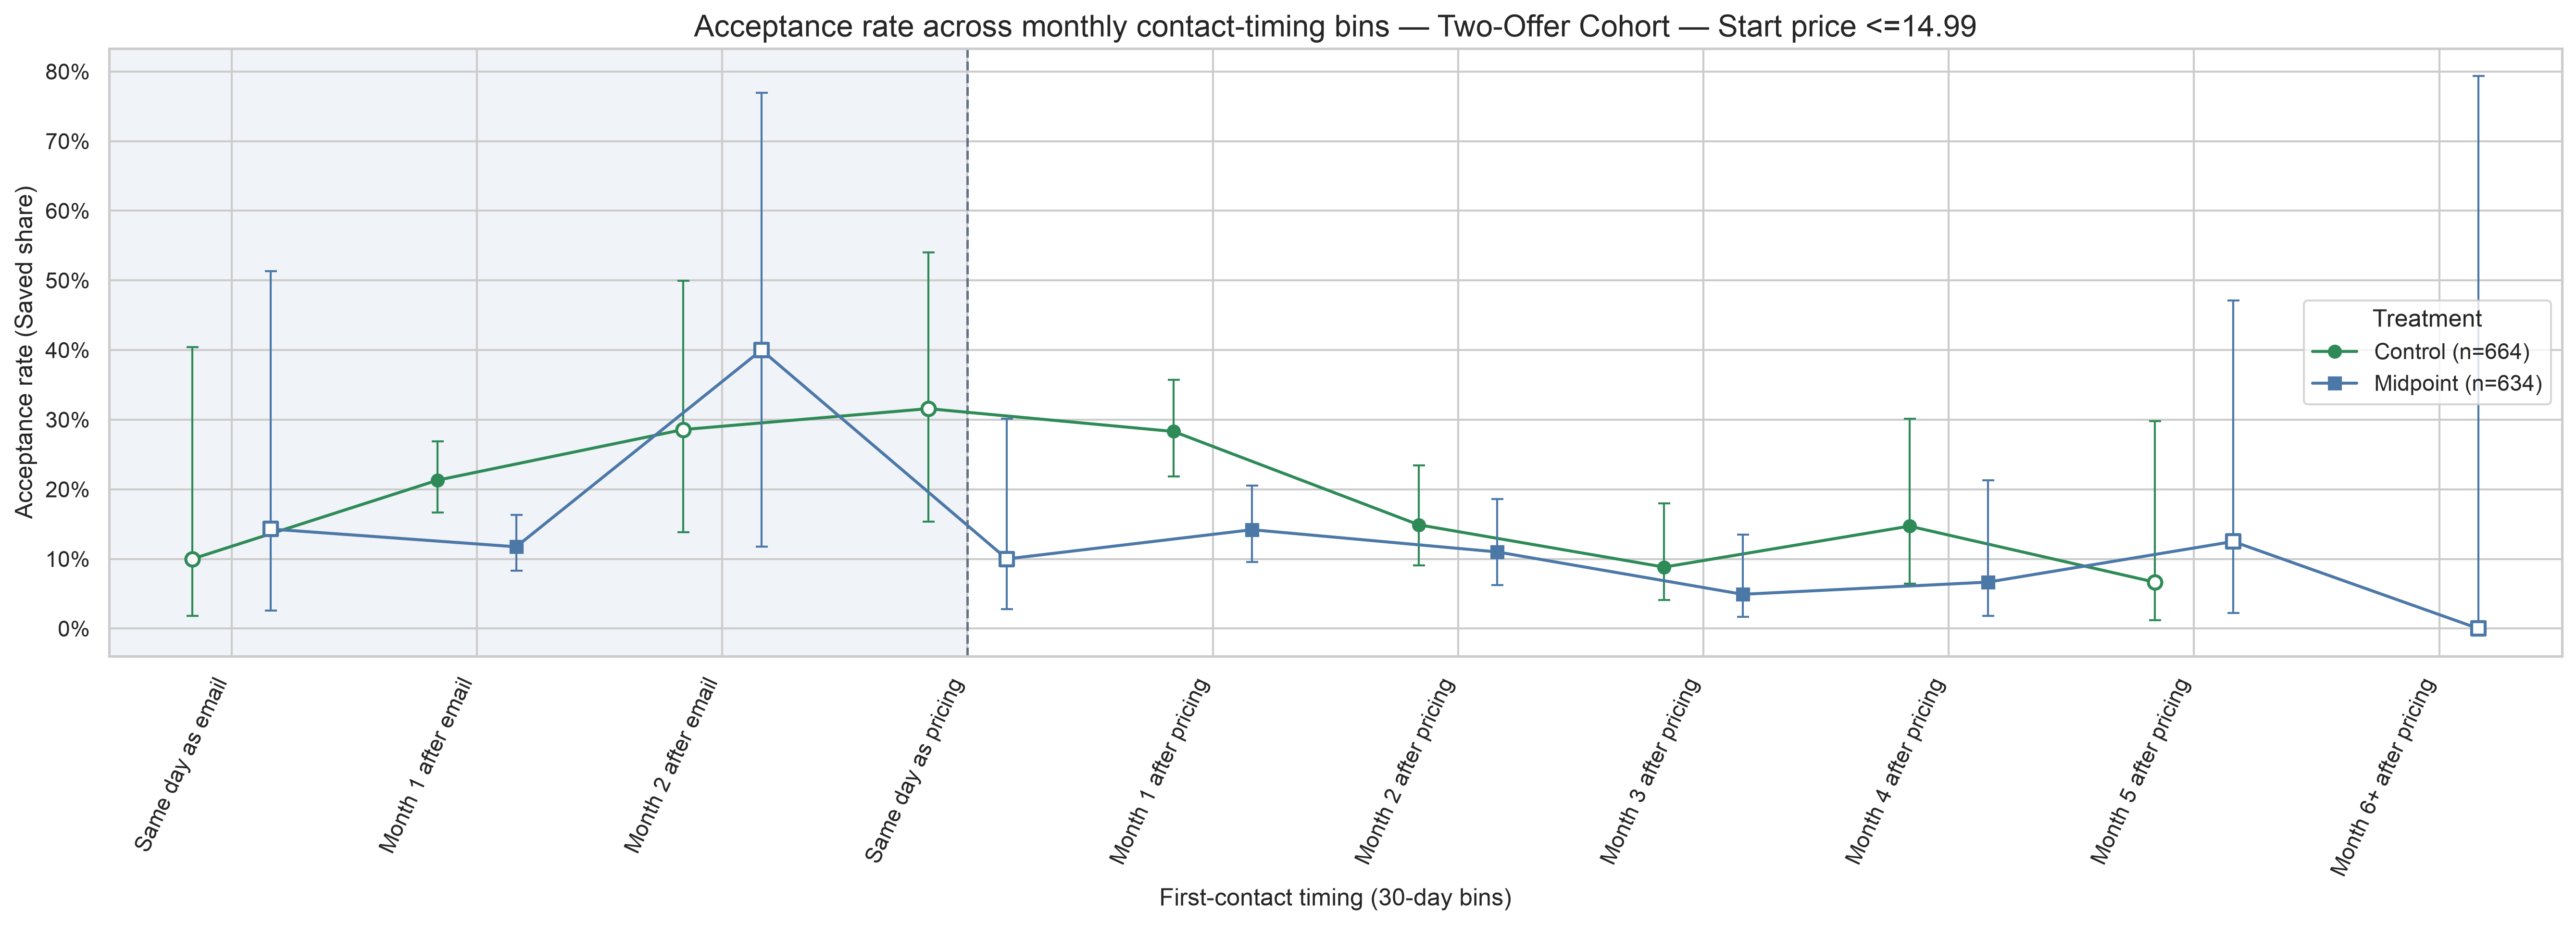 Acceptance rate across monthly contact-timing bins — Two-Offer Cohort — Start price <=14.99
Acceptance rate (Saved share)
80%
70%
60%
50%
40%
30%
20%
10%
0%
Treatment
Control (n=664)
Midpoint (n=634)
Same day as email
Month 1 after email
Month 2 after email
Same day as pricing
Month 1 after pricing
Month 2 after pricing
Month 3 after pricing
Month 4 after pricing
Month 5 after pricing
Month 6+ after pricing
First-contact timing (30-day bins)